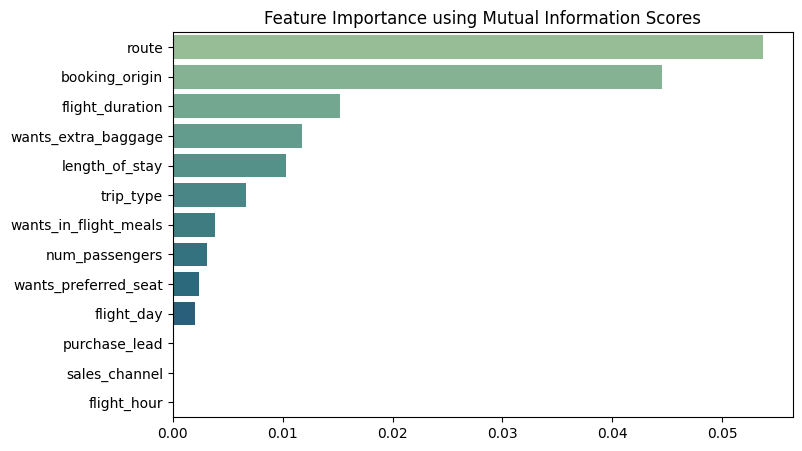 Feature Importance using Mutual Information Scores
route
booking_origin
flight_duration
wants_extra_baggage
length_of_stay
trip_type
wants_in_flight_meals
num_passengers
wants_preferred_seat
flight_day
purchase_lead
sales_channel
flight_hour
0.00 0.01 0.02 0.03 0.04 0.05